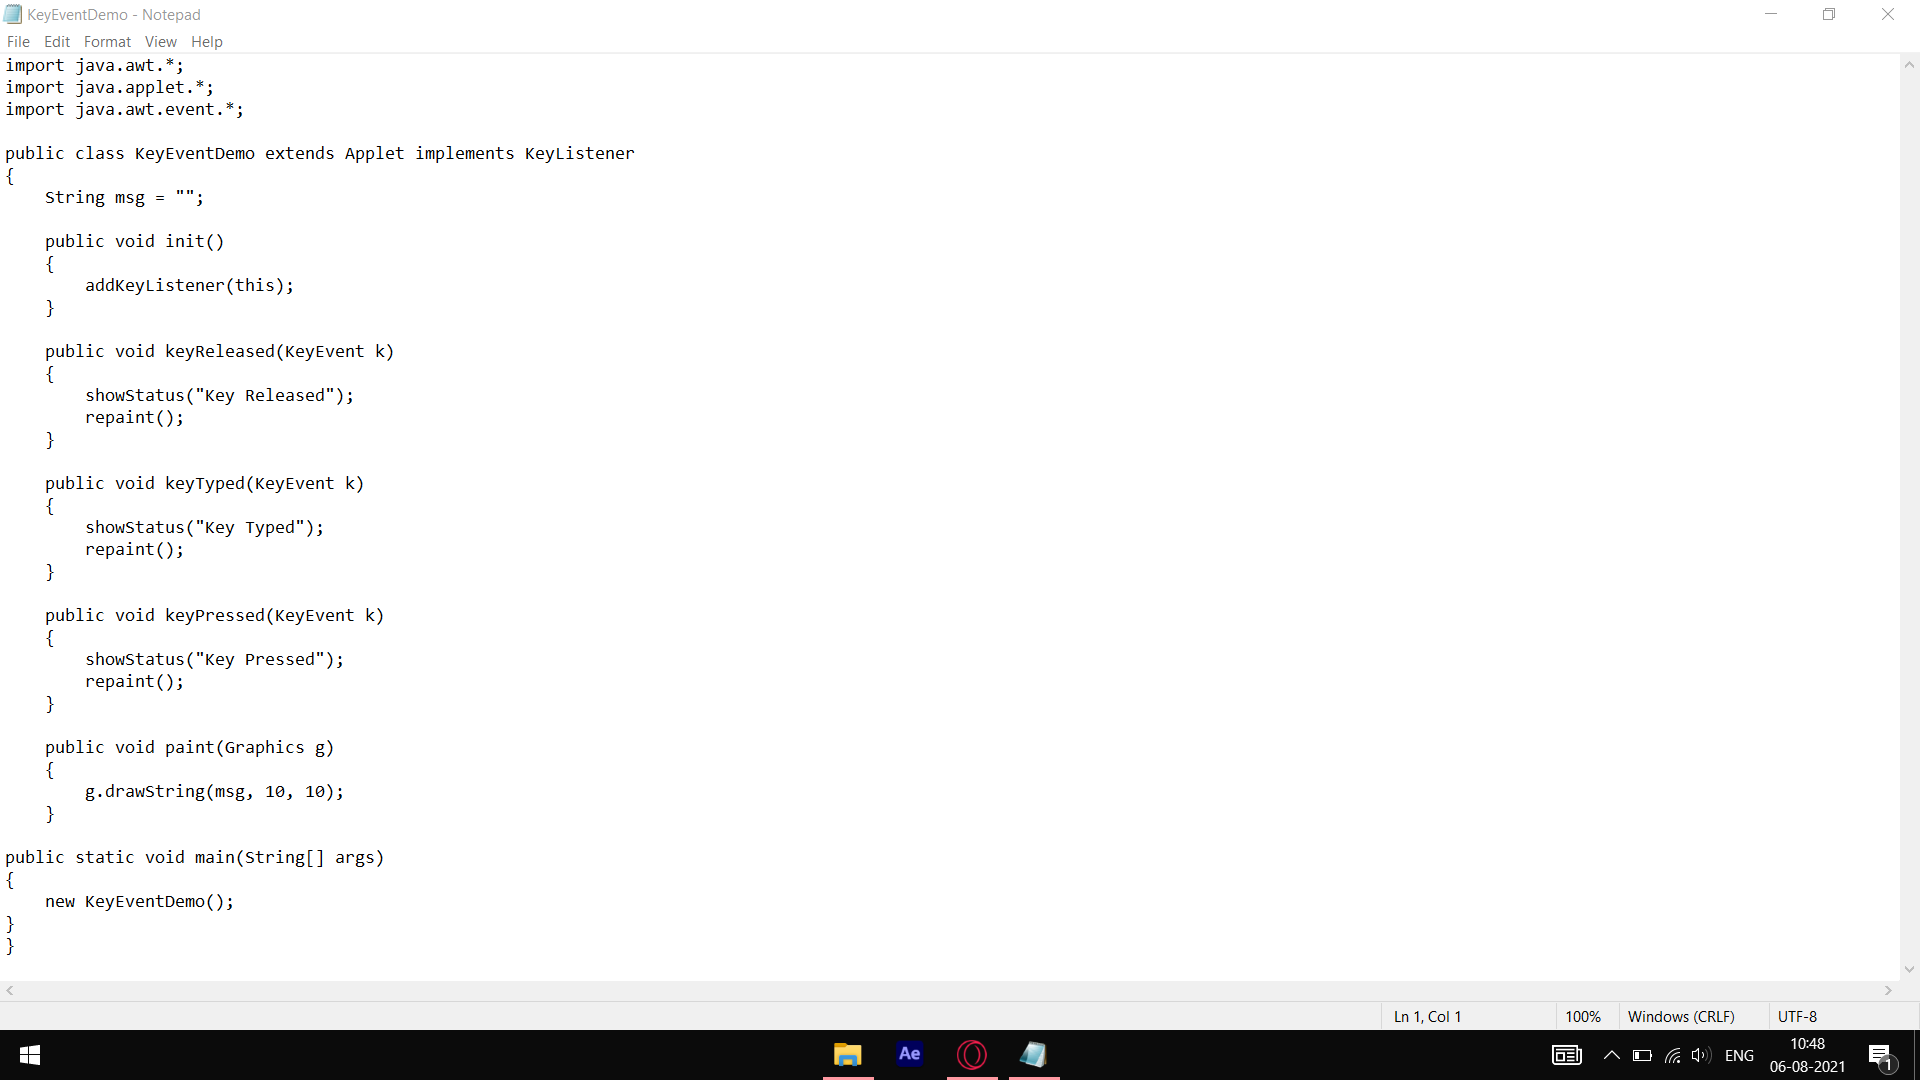 KeyEventDemo - Notepad
File Edit Format View Help
import java.awt.*;
import java.applet.*;
import java.awt.event.*;

public class KeyEventDemo extends Applet implements KeyListener
{
    String msg = "";

    public void init()
    {
        addKeyListener(this);
    }

    public void keyReleased(KeyEvent k)
    {
        showStatus("Key Released");
        repaint();
    }

    public void keyTyped(KeyEvent k)
    {
        showStatus("Key Typed");
        repaint();
    }

    public void keyPressed(KeyEvent k)
    {
        showStatus("Key Pressed");
        repaint();
    }

    public void paint(Graphics g)
    {
        g.drawString(msg, 10, 10);
    }

public static void main(String[] args)
{
    new KeyEventDemo();
}
}
Ln 1, Col 1 100% Windows (CRLF) UTF-8
Ae
ENG
10:48
06-08-2021
1